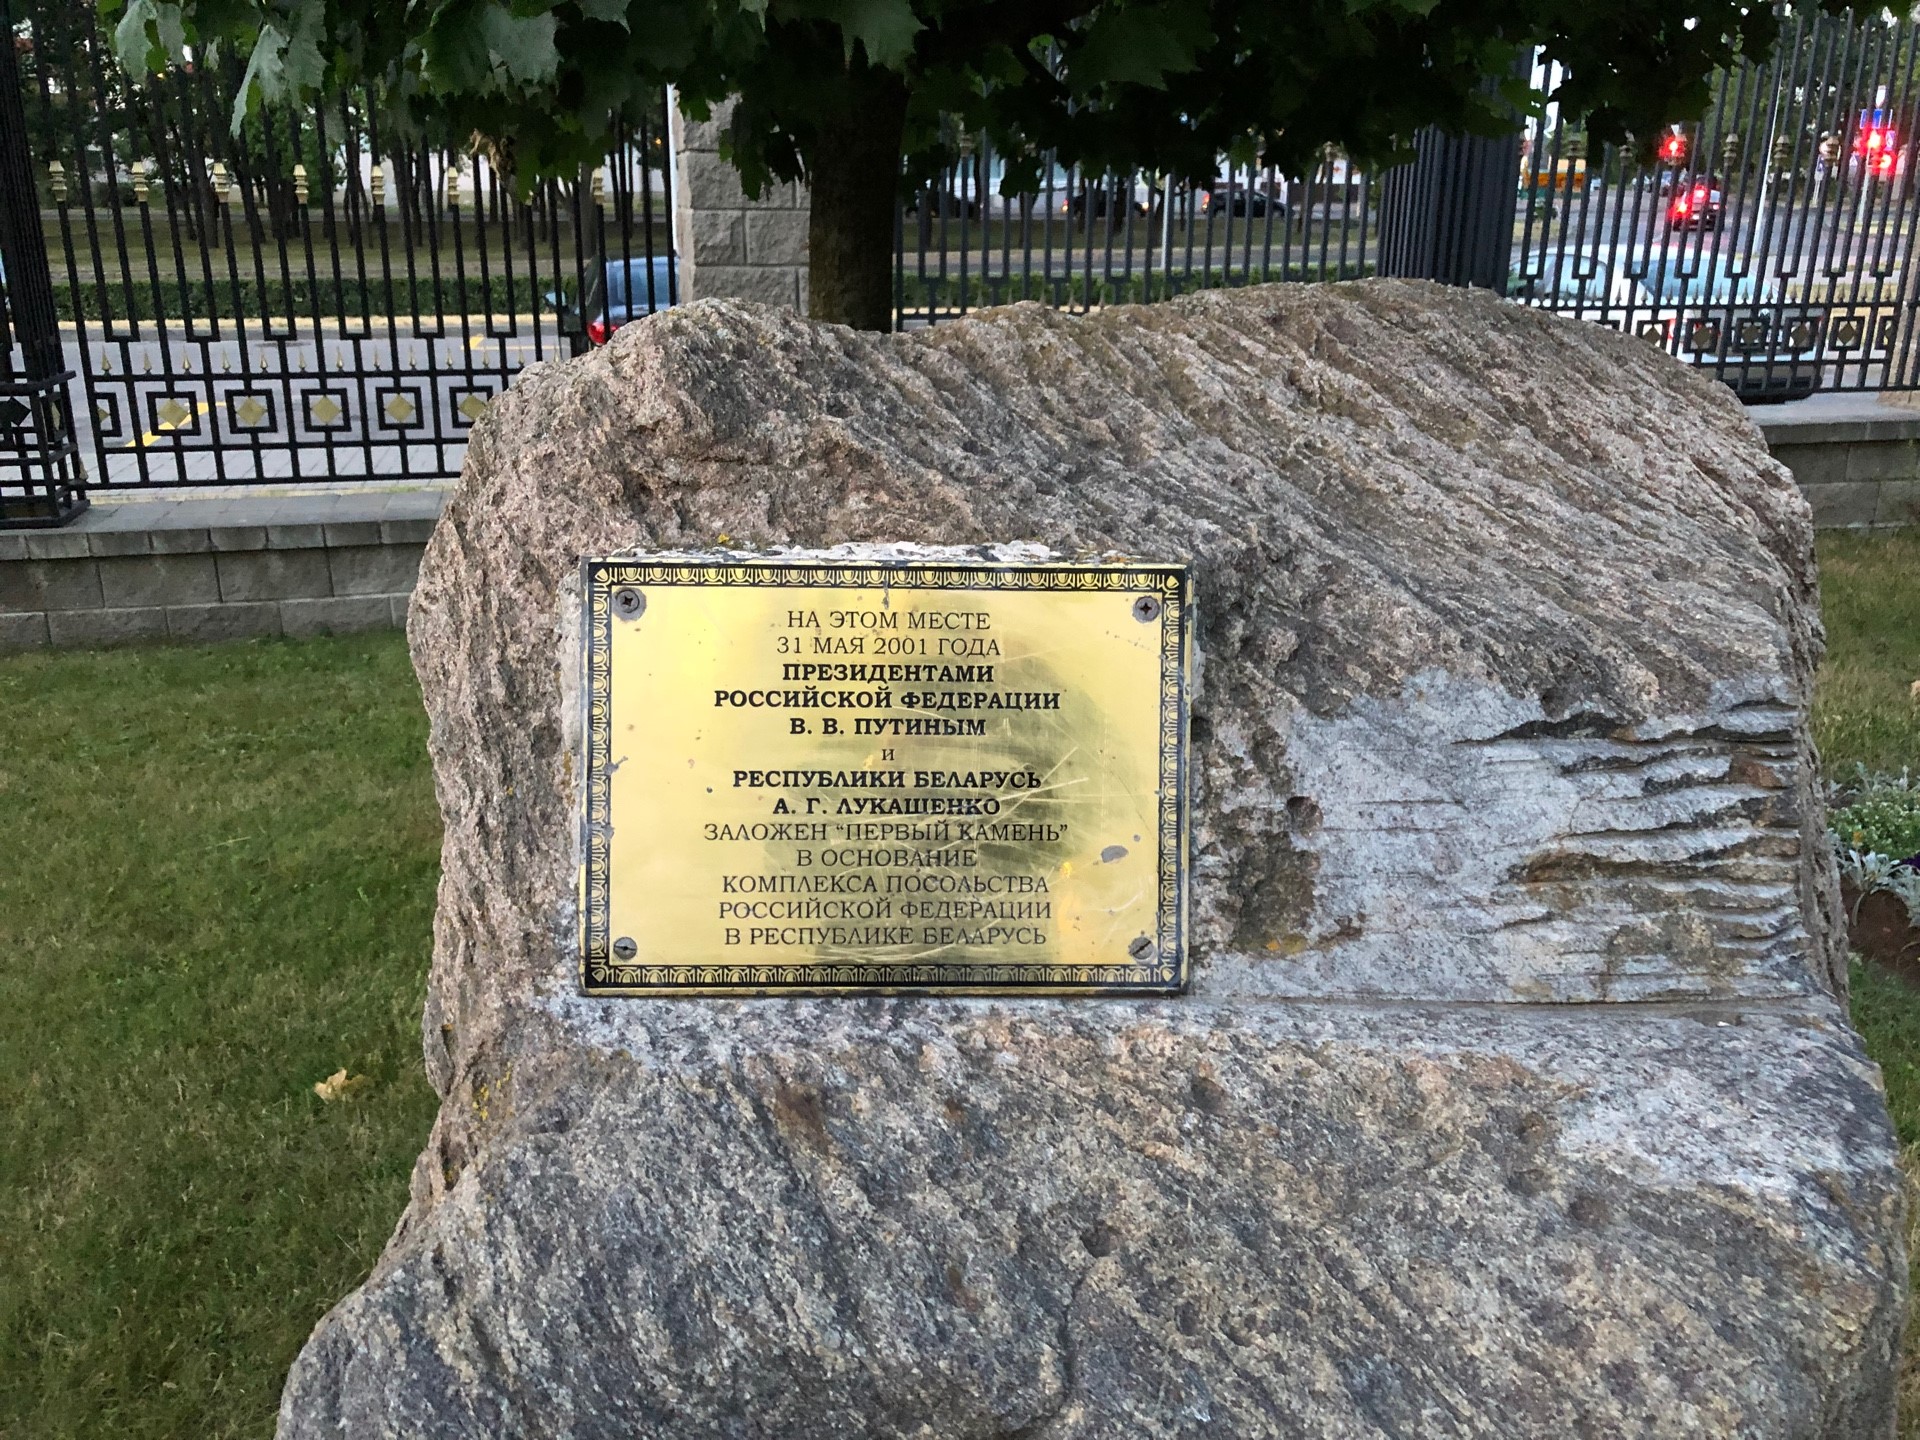 НА ЭТОМ МЕСТЕ
31 МАЯ 2001 ГОДА
ПРЕЗИДЕНТАМИ
РОССИЙСКОЙ ФЕДЕРАЦИИ
В. В. ПУТИНЫМ
И
РЕСПУБЛИКИ БЕЛАРУСЬ
А. Г. ЛУКАШЕНКО
ЗАЛОЖЕН "ПЕРВЫЙ КАМЕНЬ"
В ОСНОВАНИЕ
КОМПЛЕКСА ПОСОЛЬСТВА
РОССИЙСКОЙ ФЕДЕРАЦИИ
В РЕСПУБЛИКЕ БЕЛАРУСЬ